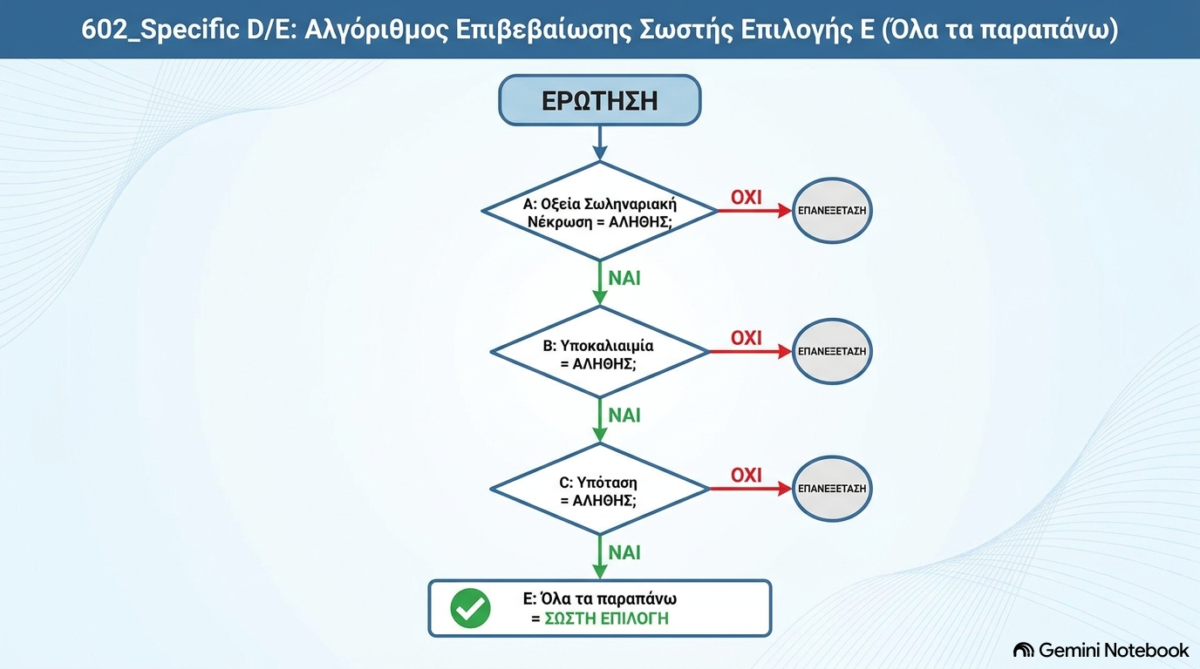 602_Specific D/E: Αλγόριθμος Επιβεβαίωσης Σωστής Επιλογής Ε (Όλα τα παραπάνω)
ΕΡΩΤΗΣΗ
A: Οξεία Σωληναριακή
Νέκρωση = ΑΛΗΘΗΣ;
ΟΧΙ
ΕΠΑΝΕΞΕΤΑΣΗ
ΝΑΙ
B: Υποκαλιαιμία
= ΑΛΗΘΗΣ;
ΟΧΙ
ΕΠΑΝΕΞΕΤΑΣΗ
ΝΑΙ
C: Υπόταση
= ΑΛΗΘΗΣ;
ΟΧΙ
ΕΠΑΝΕΞΕΤΑΣΗ
ΝΑΙ
E: Όλα τα παραπάνω
= ΣΩΣΤΗ ΕΠΙΛΟΓΗ
Gemini Notebook